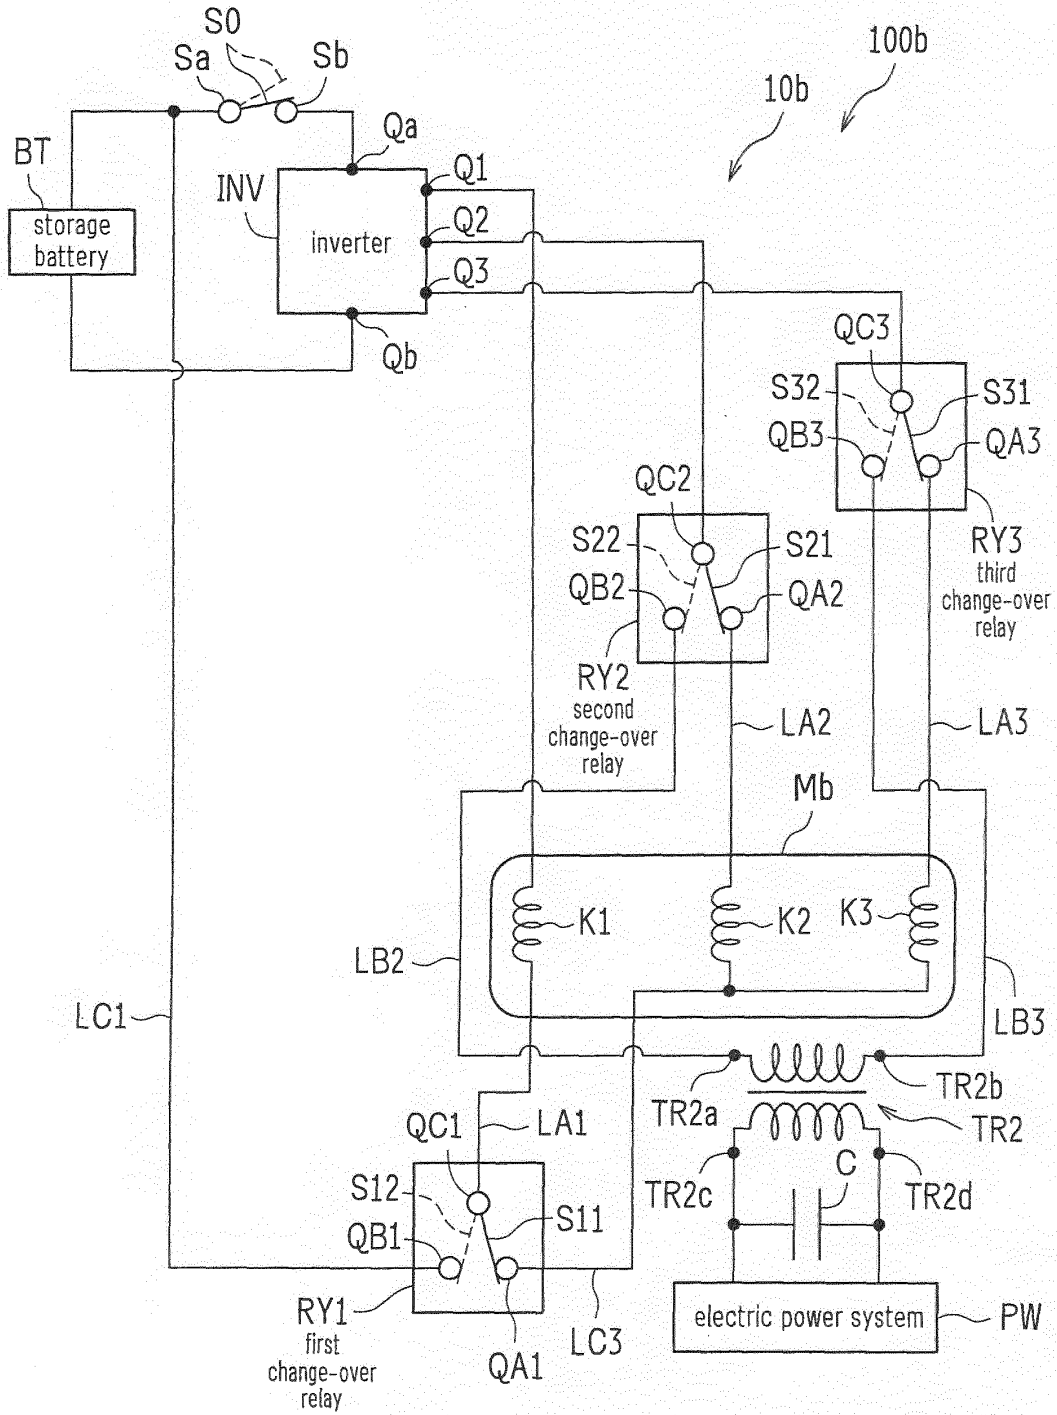 S0
Sa
Sb
100b
10b
BT
Qa
Q1
INV
Q2
storage
battery
inverter
Q3
Qb
QC3
S32
S31
QB3
QA3
QC2
RY3
third
change-over
relay
S22
S21
QB2
QA2
RY2
second
change-over
relay
LA2
LA3
Mb
K1
K2
K3
LB2
LC1
LB3
TR2a
TR2b
TR2
QC1
LA1
C
TR2c
TR2d
S12
S11
QB1
RY1
first
change-over
relay
LC3
QA1
electric power system
PW